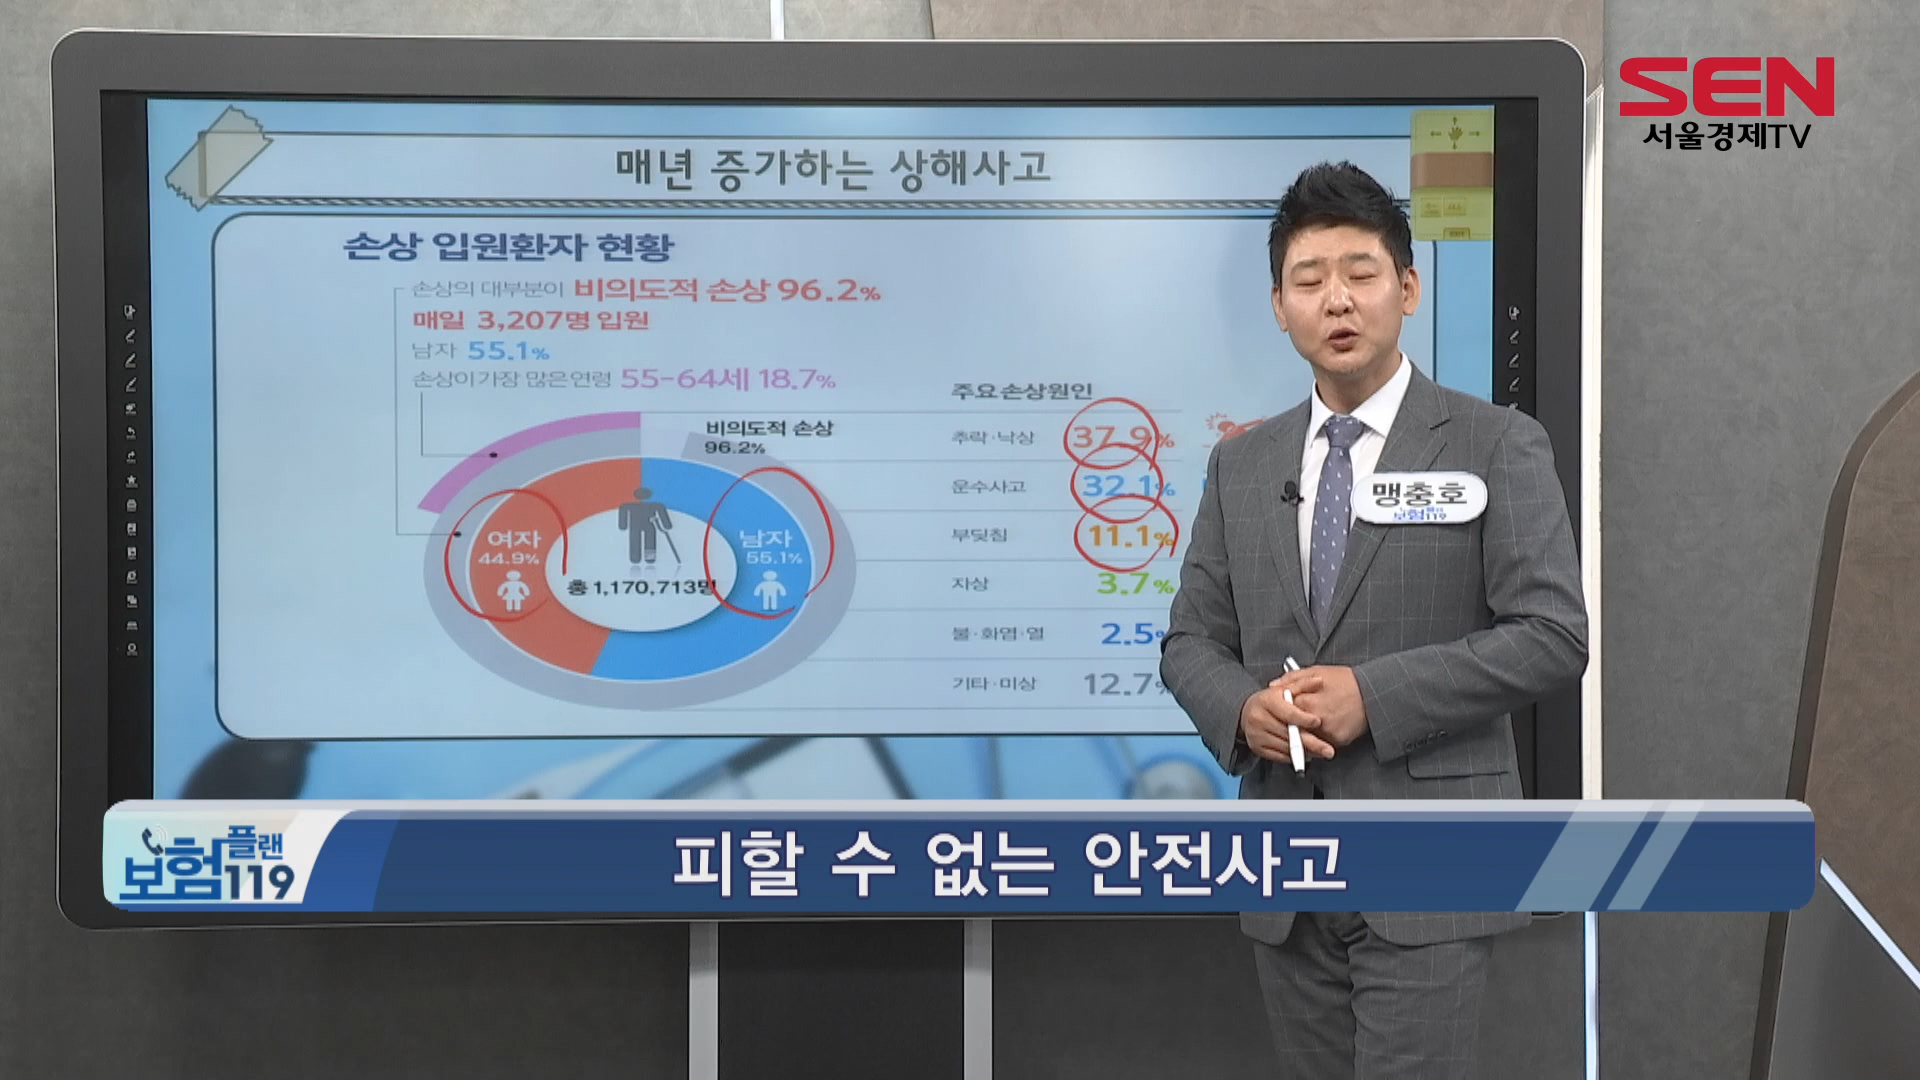 SEN
서울경제TV
매년 증가하는 상해사고
손상 입원환자 현황
손상의 대부분이 비의도적 손상 96.2%
매일 3,207명 입원
남자 55.1%
손상이 가장 많은 연령 55-64세 18.7%
비의도적 손상
96.2%
여자
44.9%
남자
55.1%
총 1,170,713명
주요 손상원인
추락·낙상 37.9%
운수사고 32.1%
부딪침 11.1%
자상 3.7%
불·화염·열 2.5%
기타·미상 12.7%
맹충호
보험플랜119
보험플랜119
피할 수 없는 안전사고